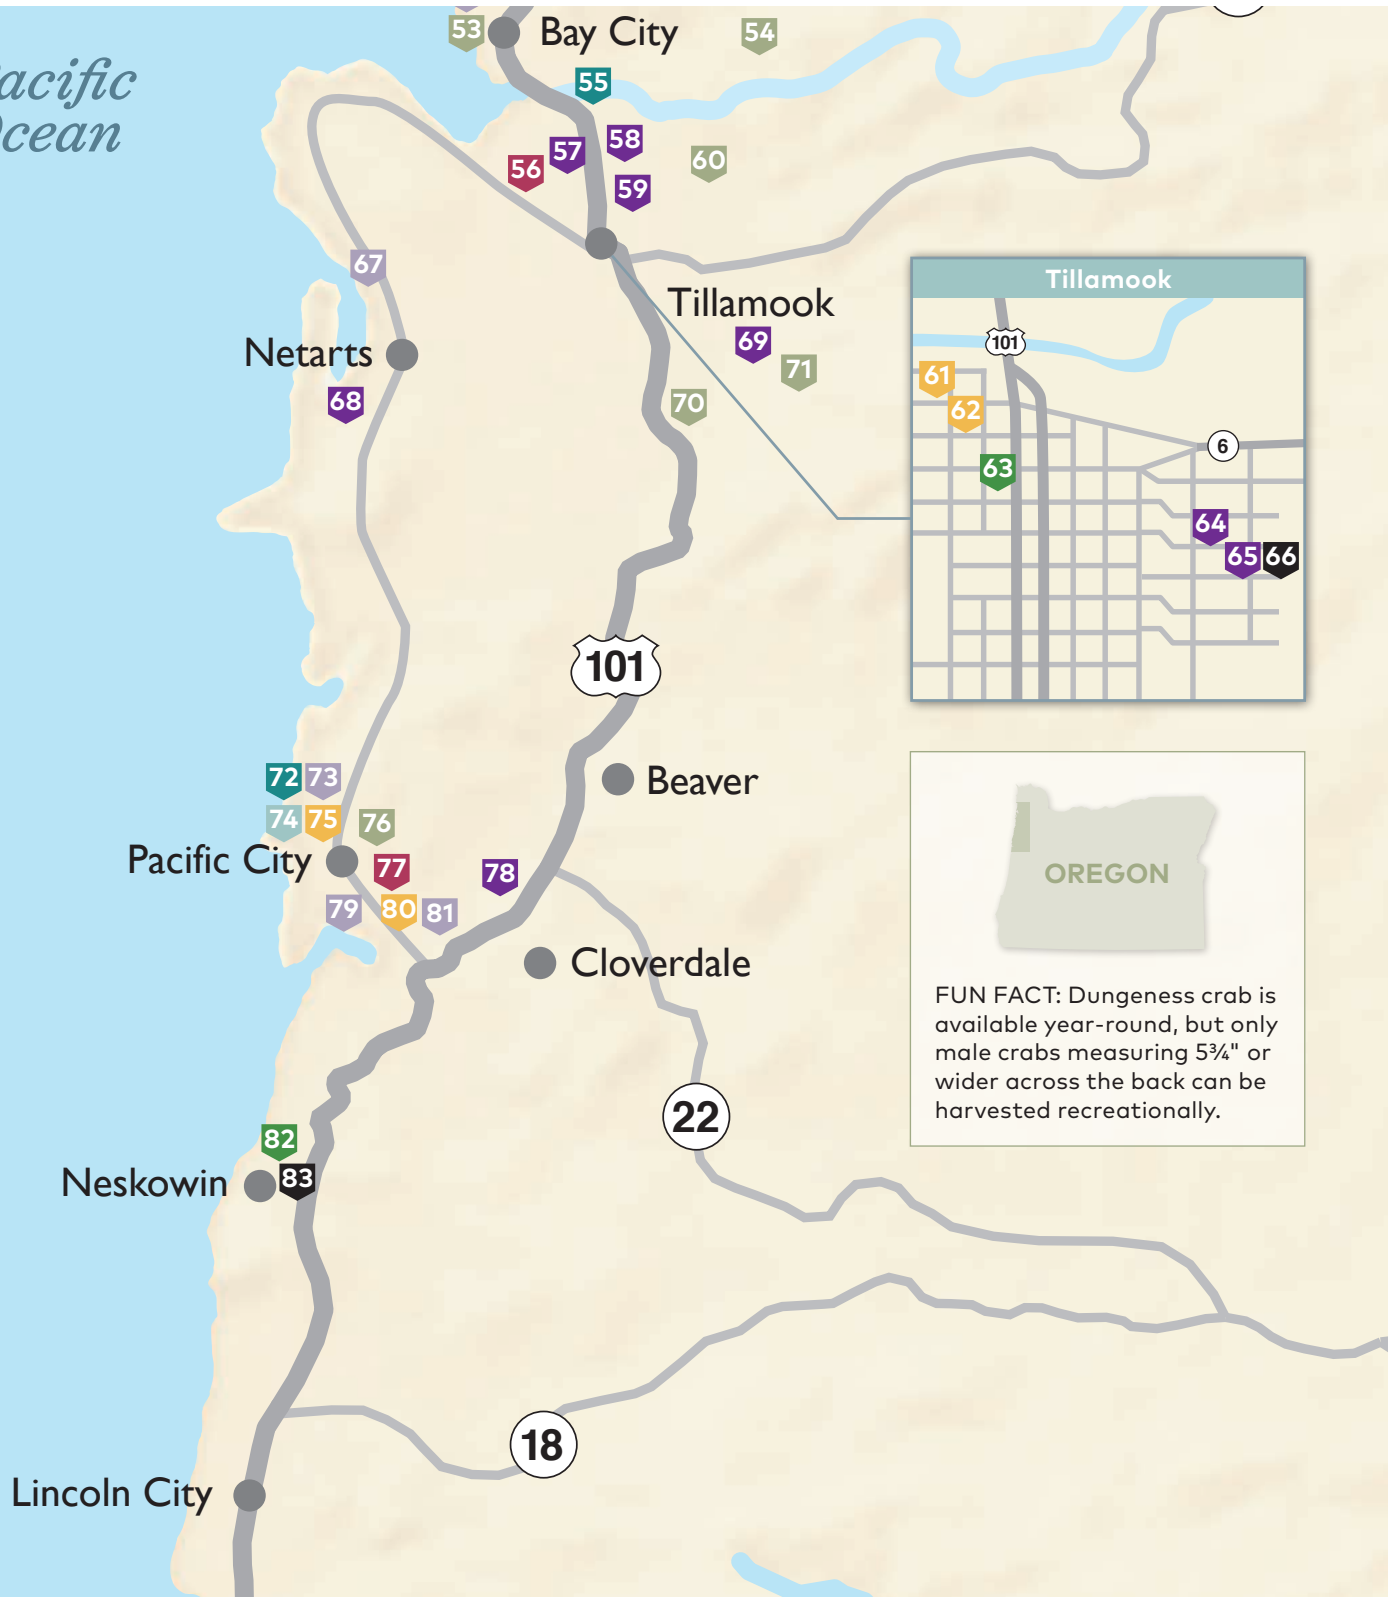 53
Bay City
54
acific
cean
55
56
57
58
59
60
67
Tillamook
69
71
70
Netarts
68
Tillamook
101
61
62
63
6
64
65
66
101
Beaver
72
73
74
75
76
Pacific City
77
78
79
80
81
Cloverdale
OREGON
FUN FACT: Dungeness crab is
available year-round, but only
male crabs measuring 5¾" or
wider across the back can be
harvested recreationally.
22
82
Neskowin
83
18
Lincoln City